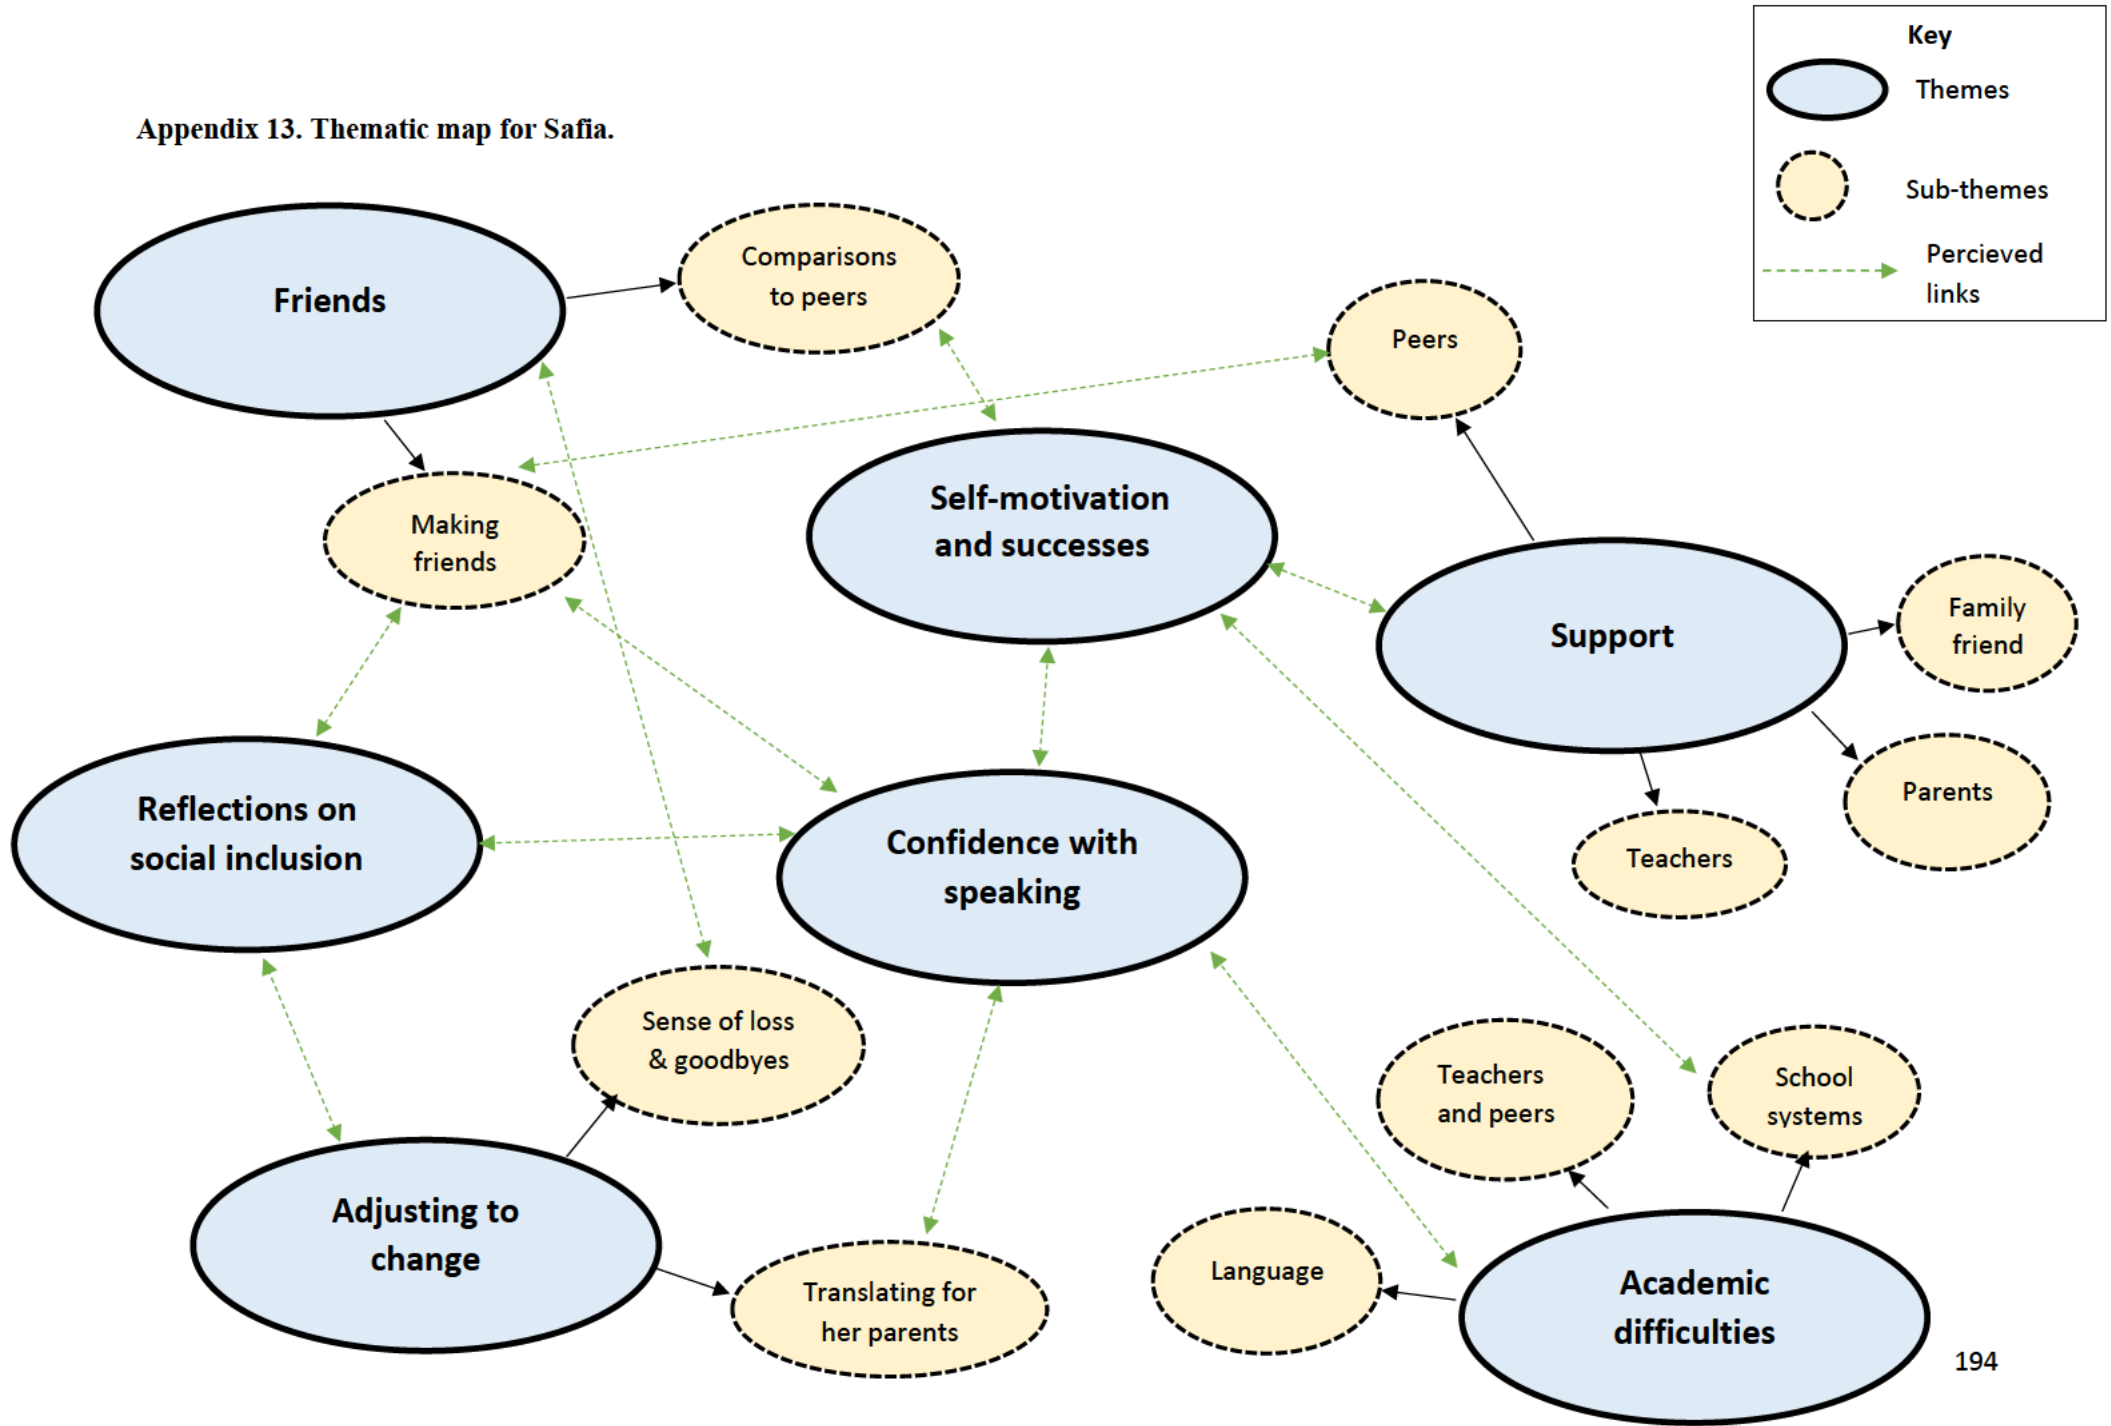 Key
Themes
Sub-themes
Percieved
links
Appendix 13. Thematic map for Safia.
Friends
Comparisons
to peers
Peers
Making
friends
Self-motivation
and successes
Support
Family
friend
Parents
Teachers
Reflections on
social inclusion
Confidence with
speaking
Sense of loss
& goodbyes
Teachers
and peers
School
systems
Adjusting to
change
Translating for
her parents
Language
Academic
difficulties
194